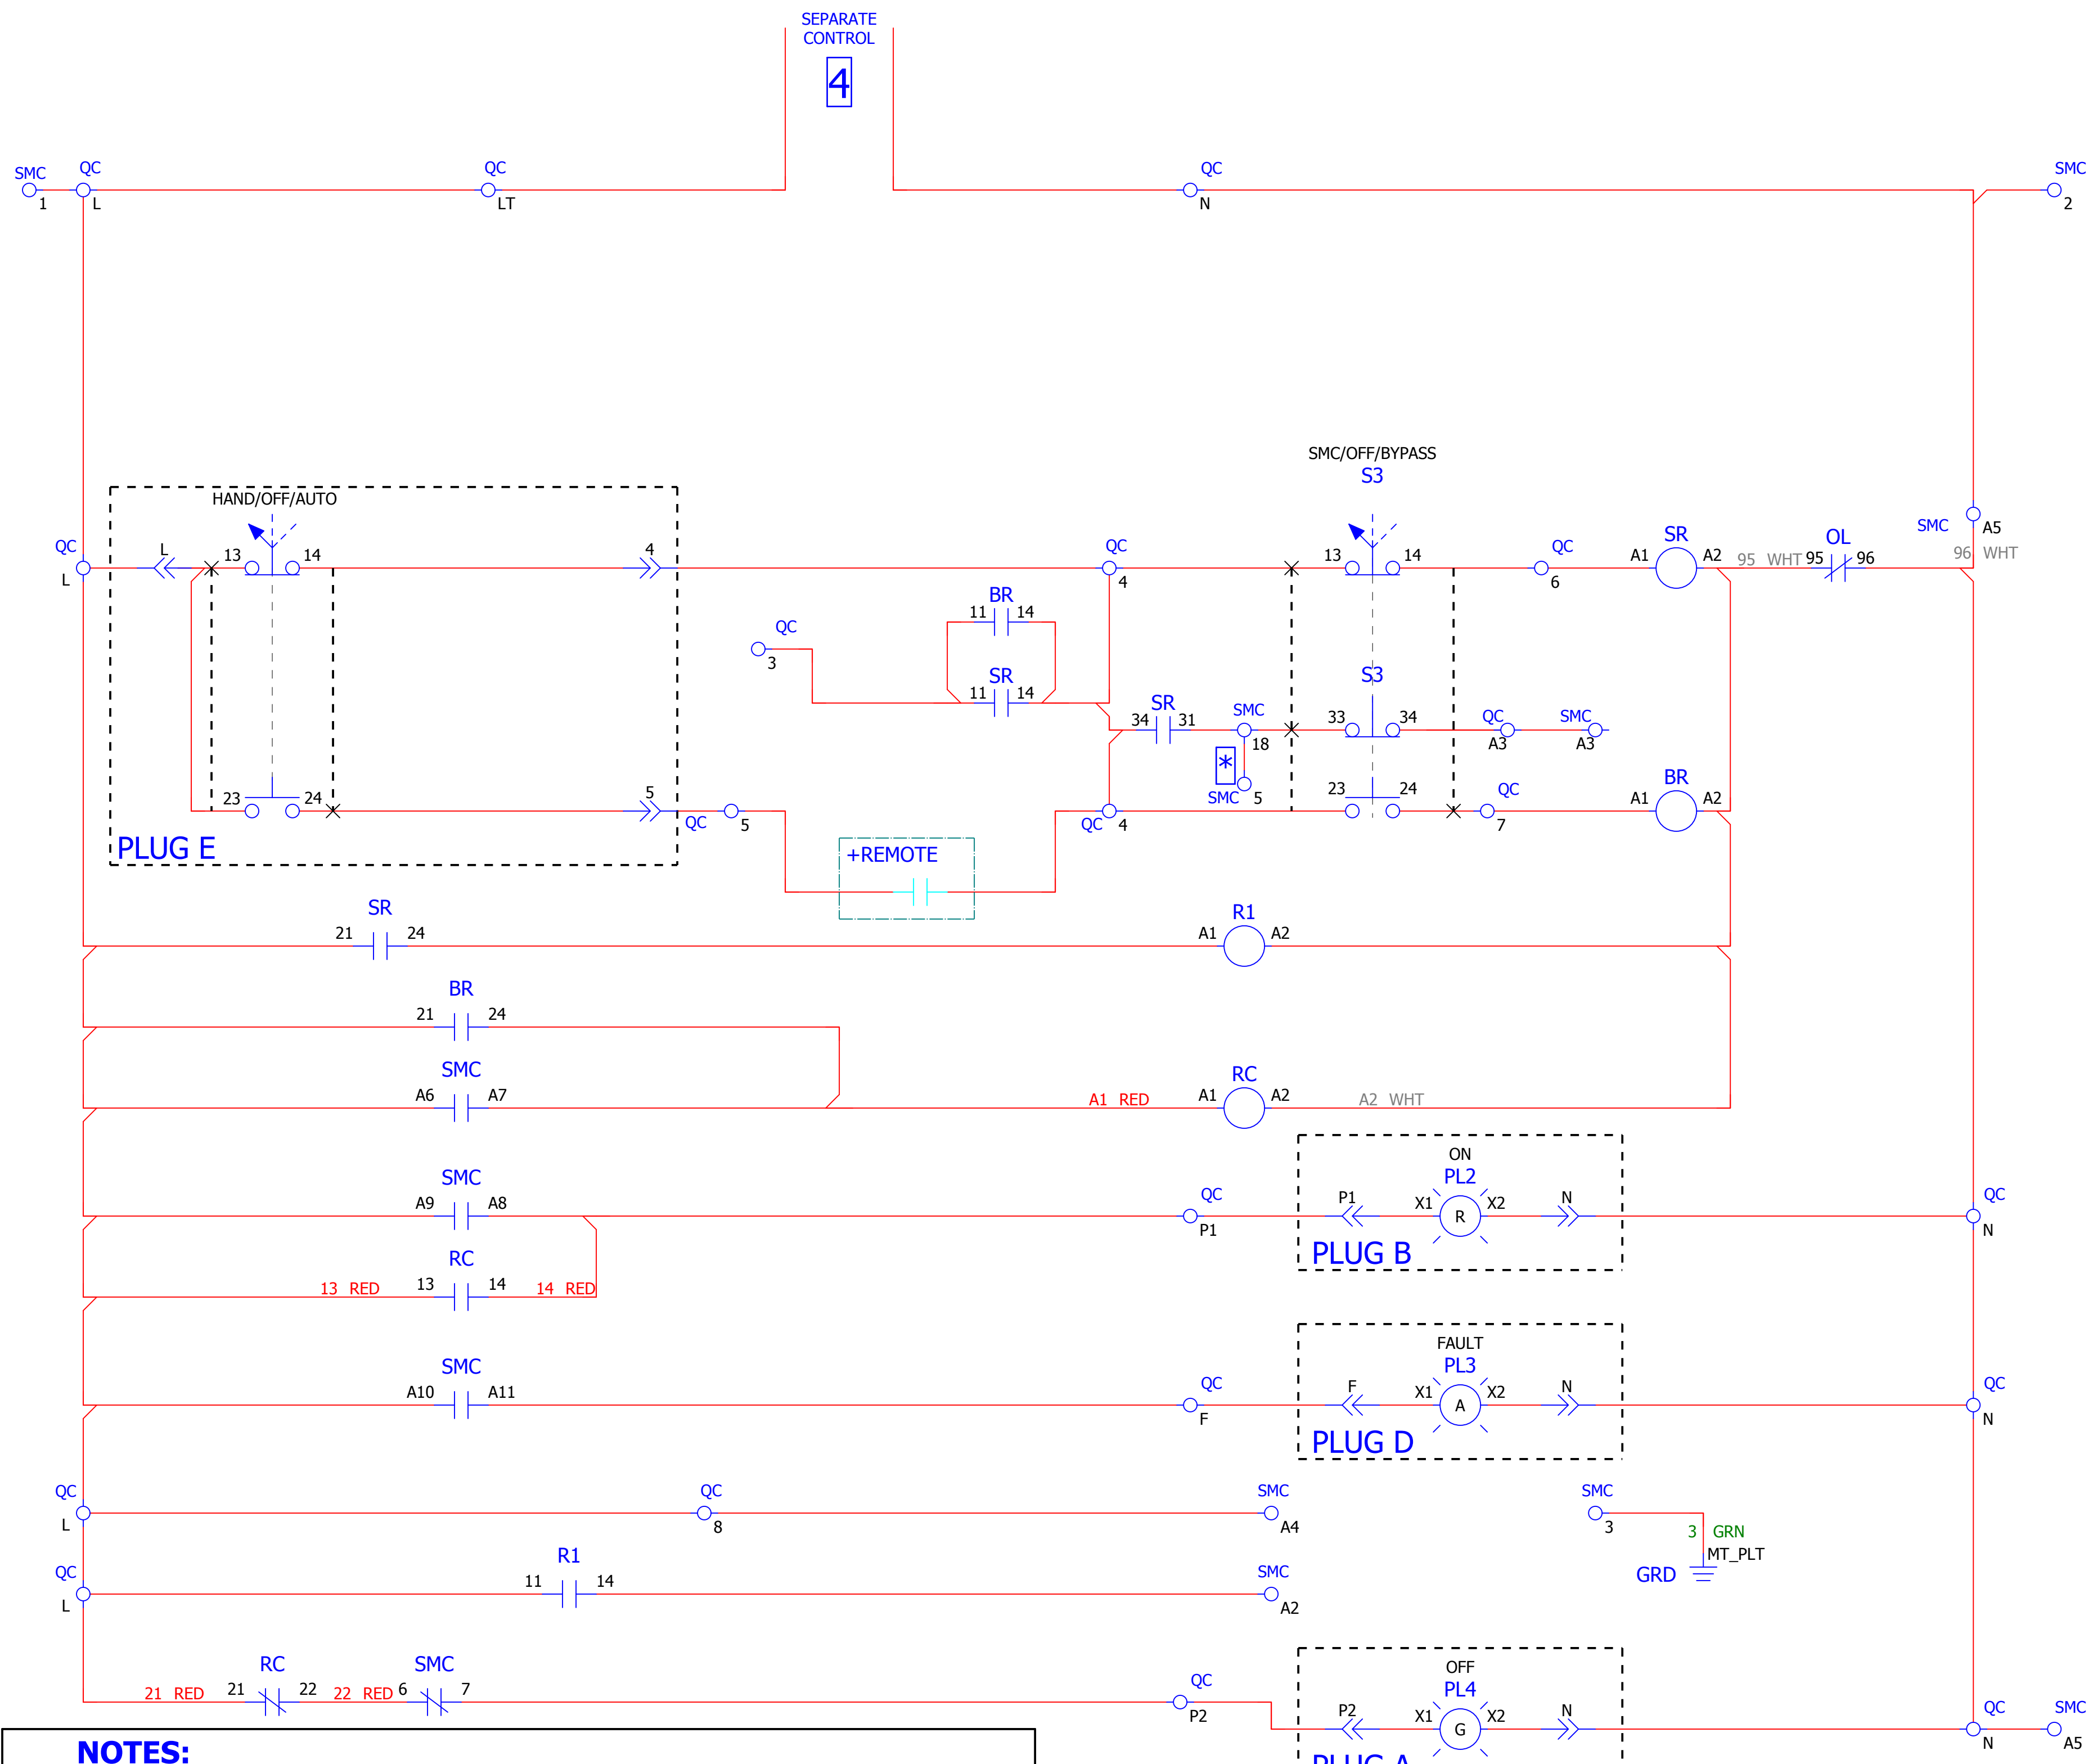 SEPARATE
CONTROL
4
SMC
1
QC
L
QC
LT
QC
N
SMC
2
SMC/OFF/BYPASS
S3
HAND/OFF/AUTO
QC
L
L
13
14
4
QC
4
13
14
QC
6
SR
A1
A2
95 WHT
95
OL
96
SMC
A5
96 WHT
BR
11
14
QC
3
SR
11
14
SR
34
31
SMC
18
*
SMC
5
S3
33
34
QC
A3
SMC
A3
23
24
5
QC
5
QC
4
23
24
QC
7
BR
A1
A2
PLUG E
+REMOTE
SR
21
24
R1
A1
A2
BR
21
24
SMC
A6
A7
A1 RED
RC
A1
A2
A2 WHT
SMC
A9
A8
QC
P1
ON
PL2
P1
X1
R
X2
N
PLUG B
QC
N
RC
13 RED
13
14
14 RED
SMC
A10
A11
QC
F
FAULT
PL3
F
X1
A
X2
N
PLUG D
QC
N
QC
L
QC
8
SMC
A4
SMC
3
3 GRN
MT_PLT
GRD
QC
L
R1
11
14
SMC
A2
RC
21 RED
21
22
22 RED
SMC
6
7
QC
P2
OFF
PL4
P2
X1
G
X2
N
PLUG A
QC
N
SMC
A5
NOTES: